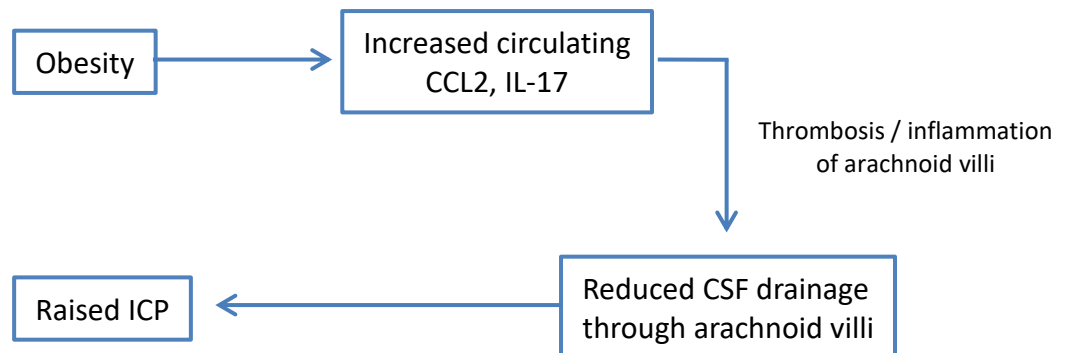 Obesity
Increased circulating
CCL2, IL-17
Thrombosis / inflammation
of arachnoid villi
Reduced CSF drainage
through arachnoid villi
Raised ICP